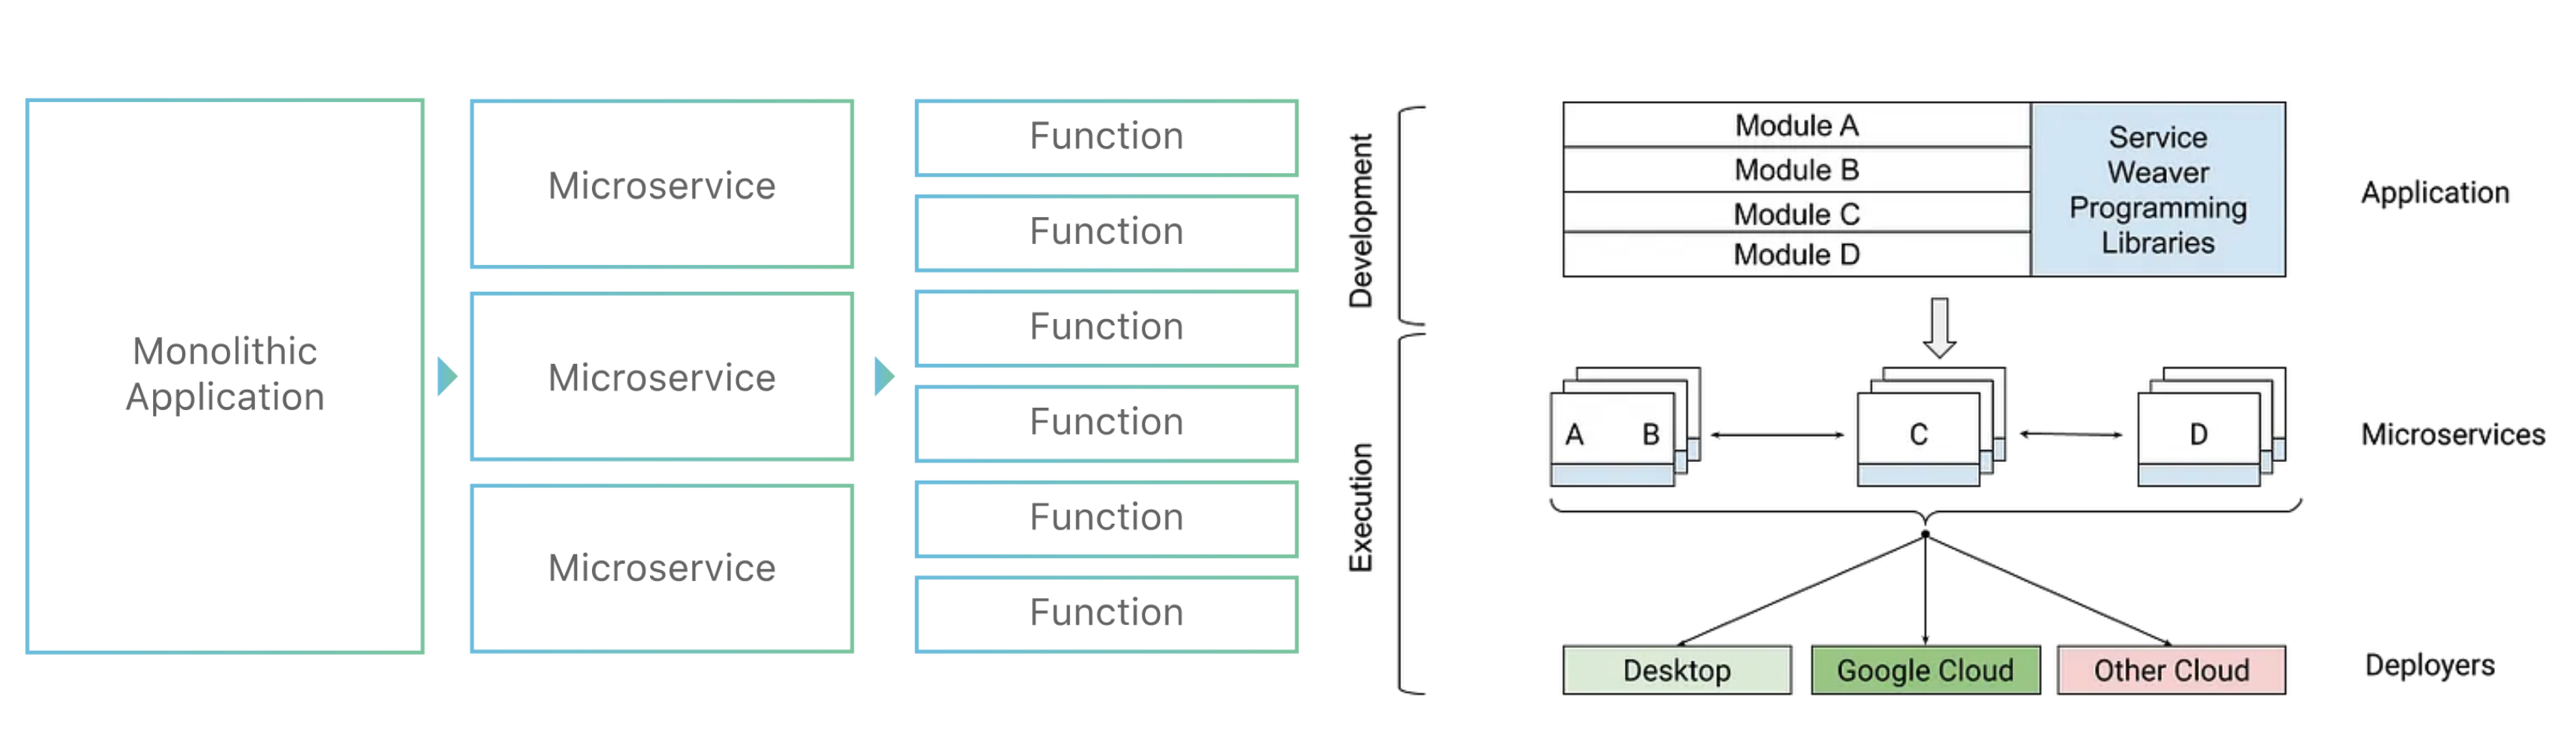 Monolithic
Application
Microservice
Microservice
Microservice
Function
Function
Function
Function
Function
Function
Development
Execution
Module A
Module B
Module C
Module D
Service
Weaver
Programming
Libraries
Application
A B
C
D
Microservices
Desktop
Google Cloud
Other Cloud
Deployers